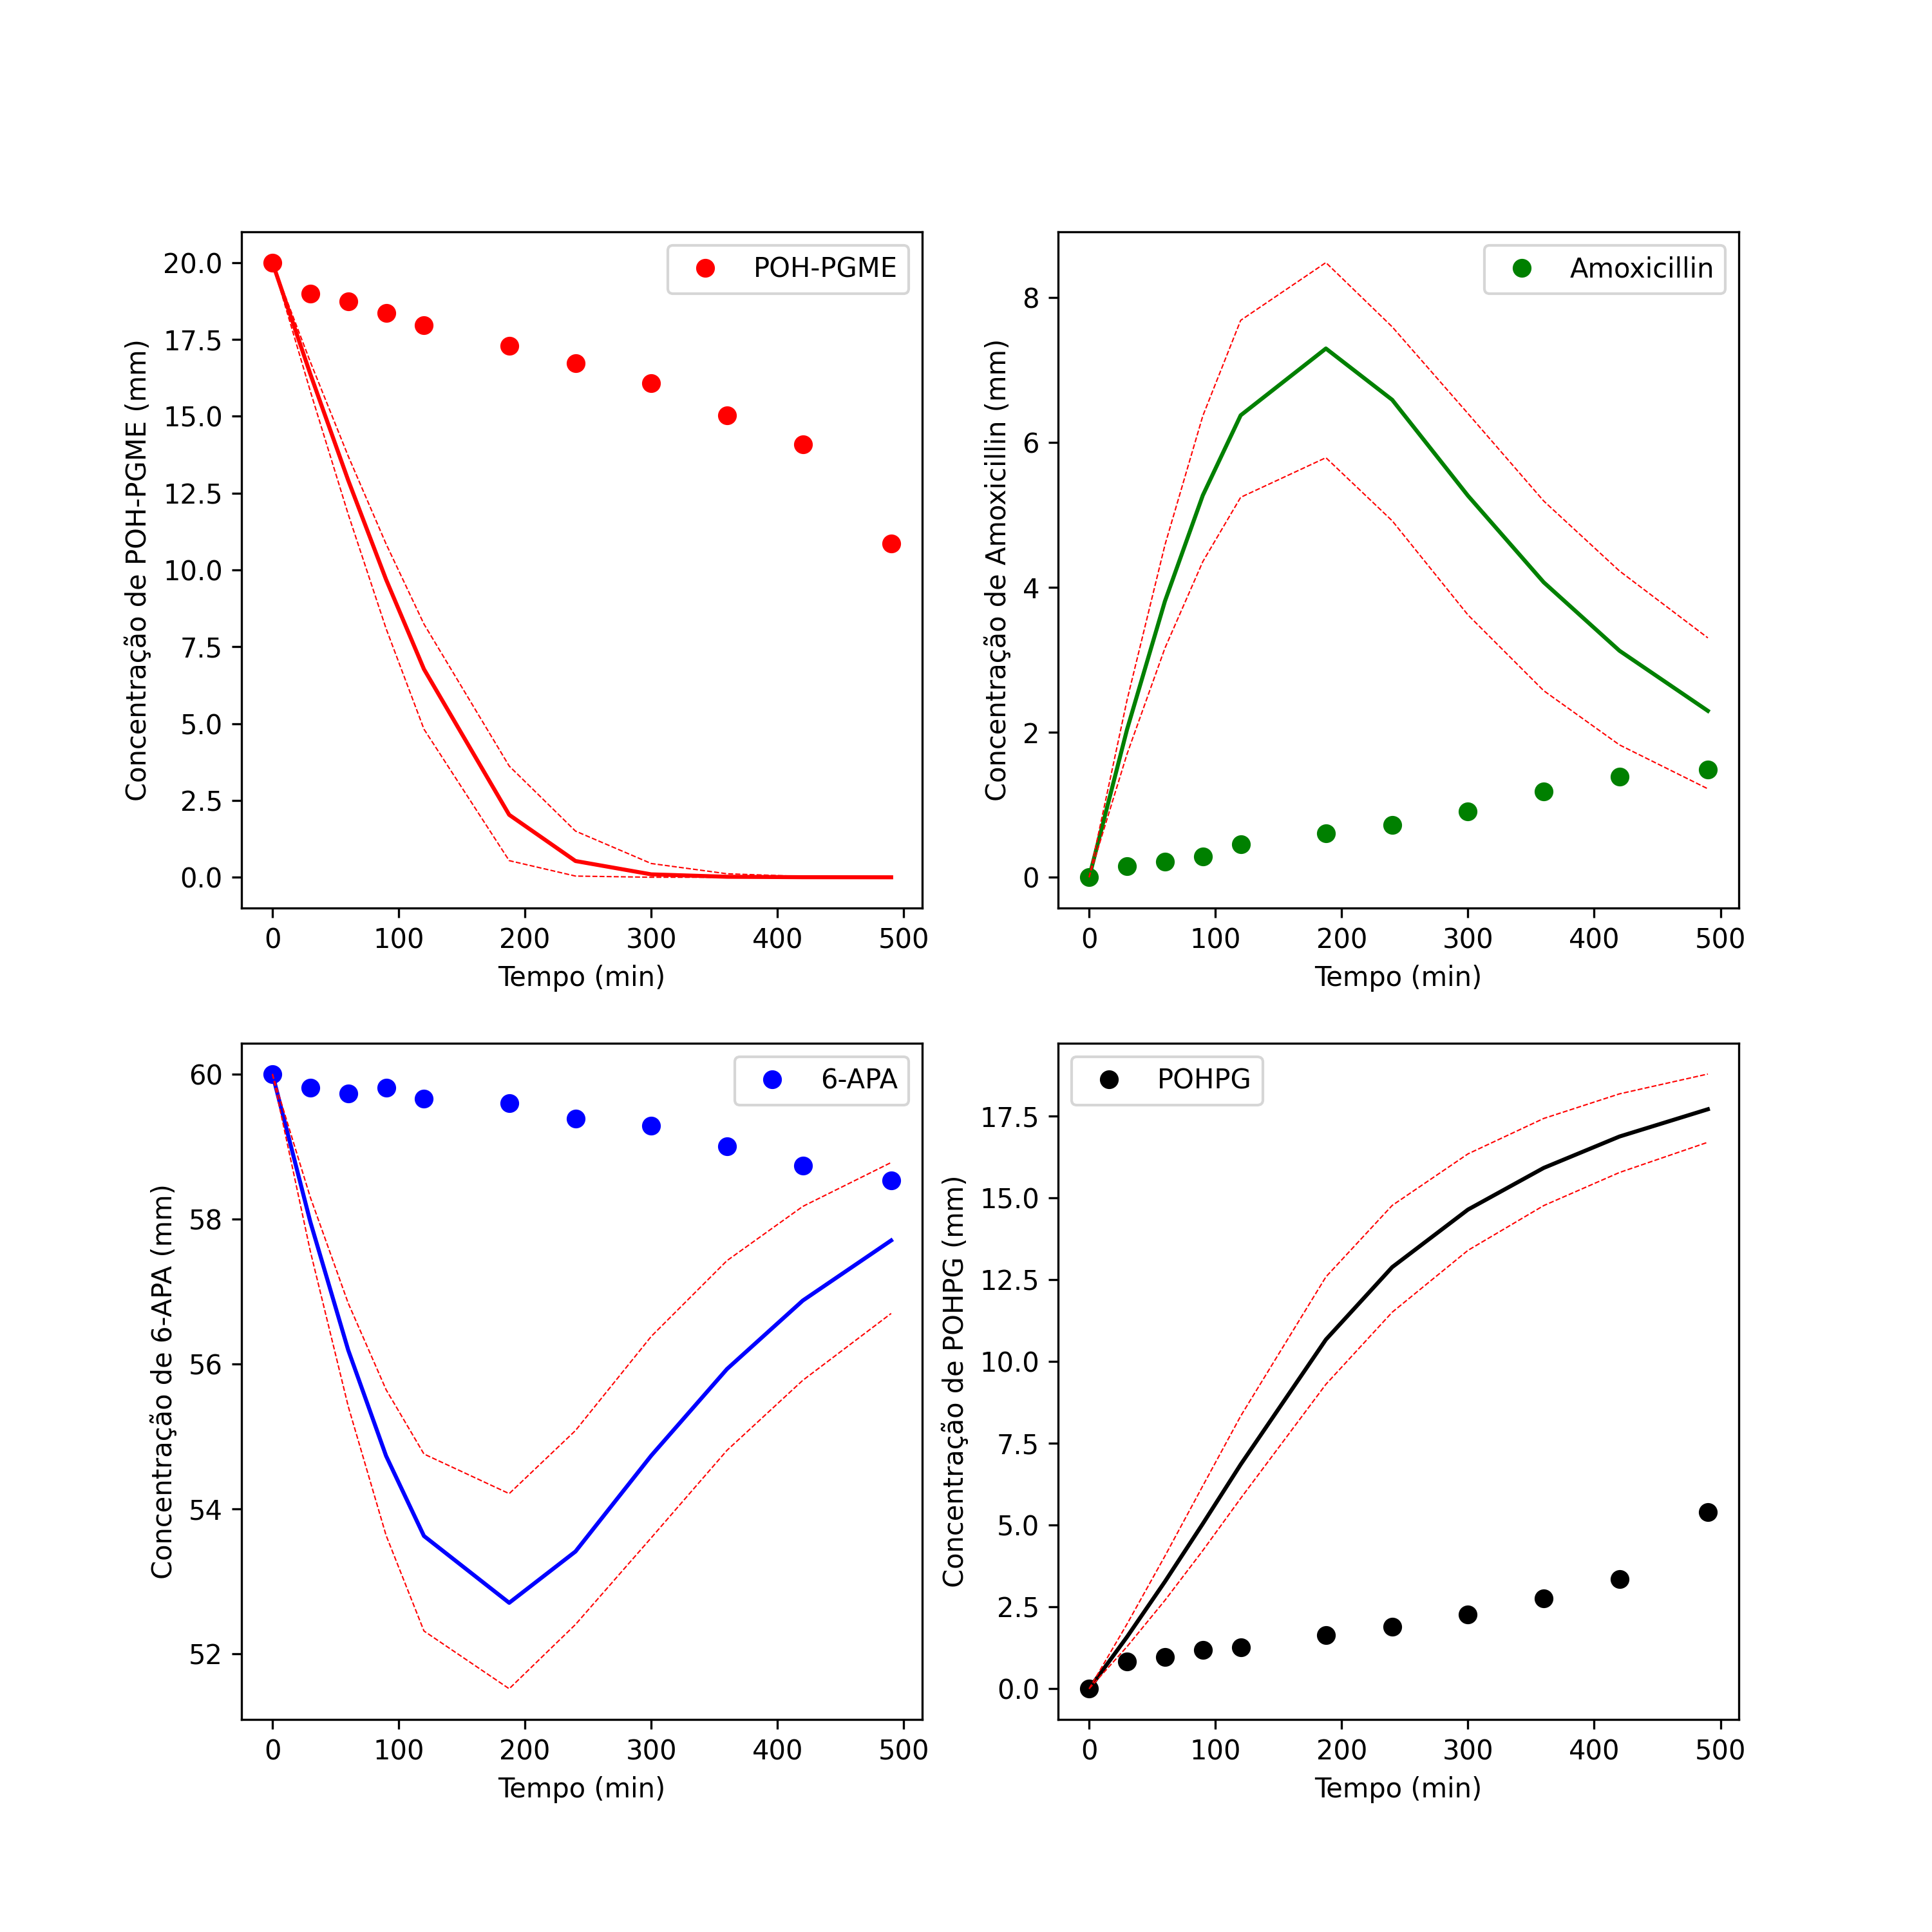 POH-PGME
20.0
17.5
15.0
12.5
10.0
7.5
5.0
2.5
0.0
Concentração de POH-PGME (mm)
0 100 200 300 400 500
Tempo (min)
Amoxicillin
8
6
4
2
0
Concentração de Amoxicillin (mm)
0 100 200 300 400 500
Tempo (min)
6-APA
60
58
56
54
52
Concentração de 6-APA (mm)
0 100 200 300 400 500
Tempo (min)
POHPG
17.5
15.0
12.5
10.0
7.5
5.0
2.5
0.0
Concentração de POHPG (mm)
0 100 200 300 400 500
Tempo (min)